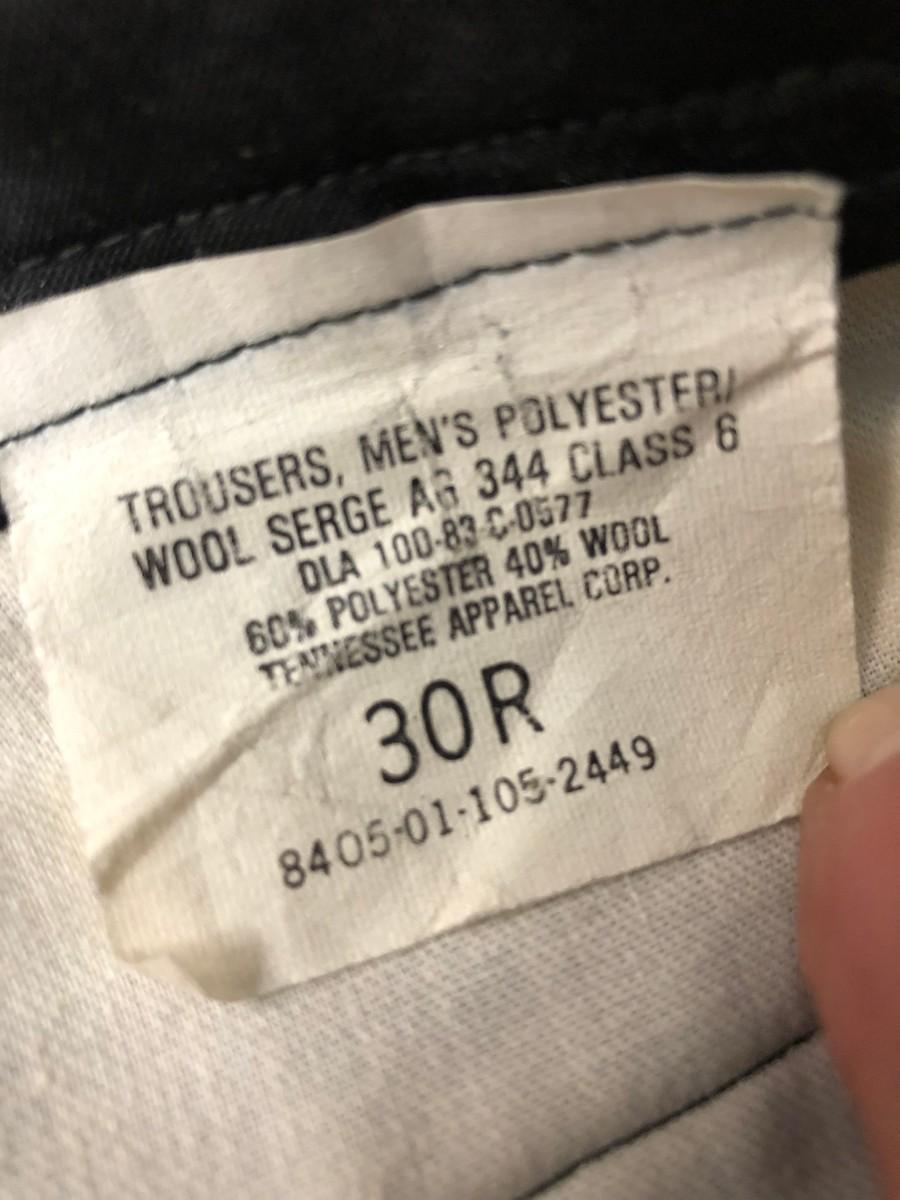 TROUSERS, MEN'S POLYESTER/
WOOL SERGE AG 344 CLASS 6
DLA 100-83-C-0577
60% POLYESTER 40% WOOL
TENNESSEE APPAREL CORP.
30R
8405-01-105-2449